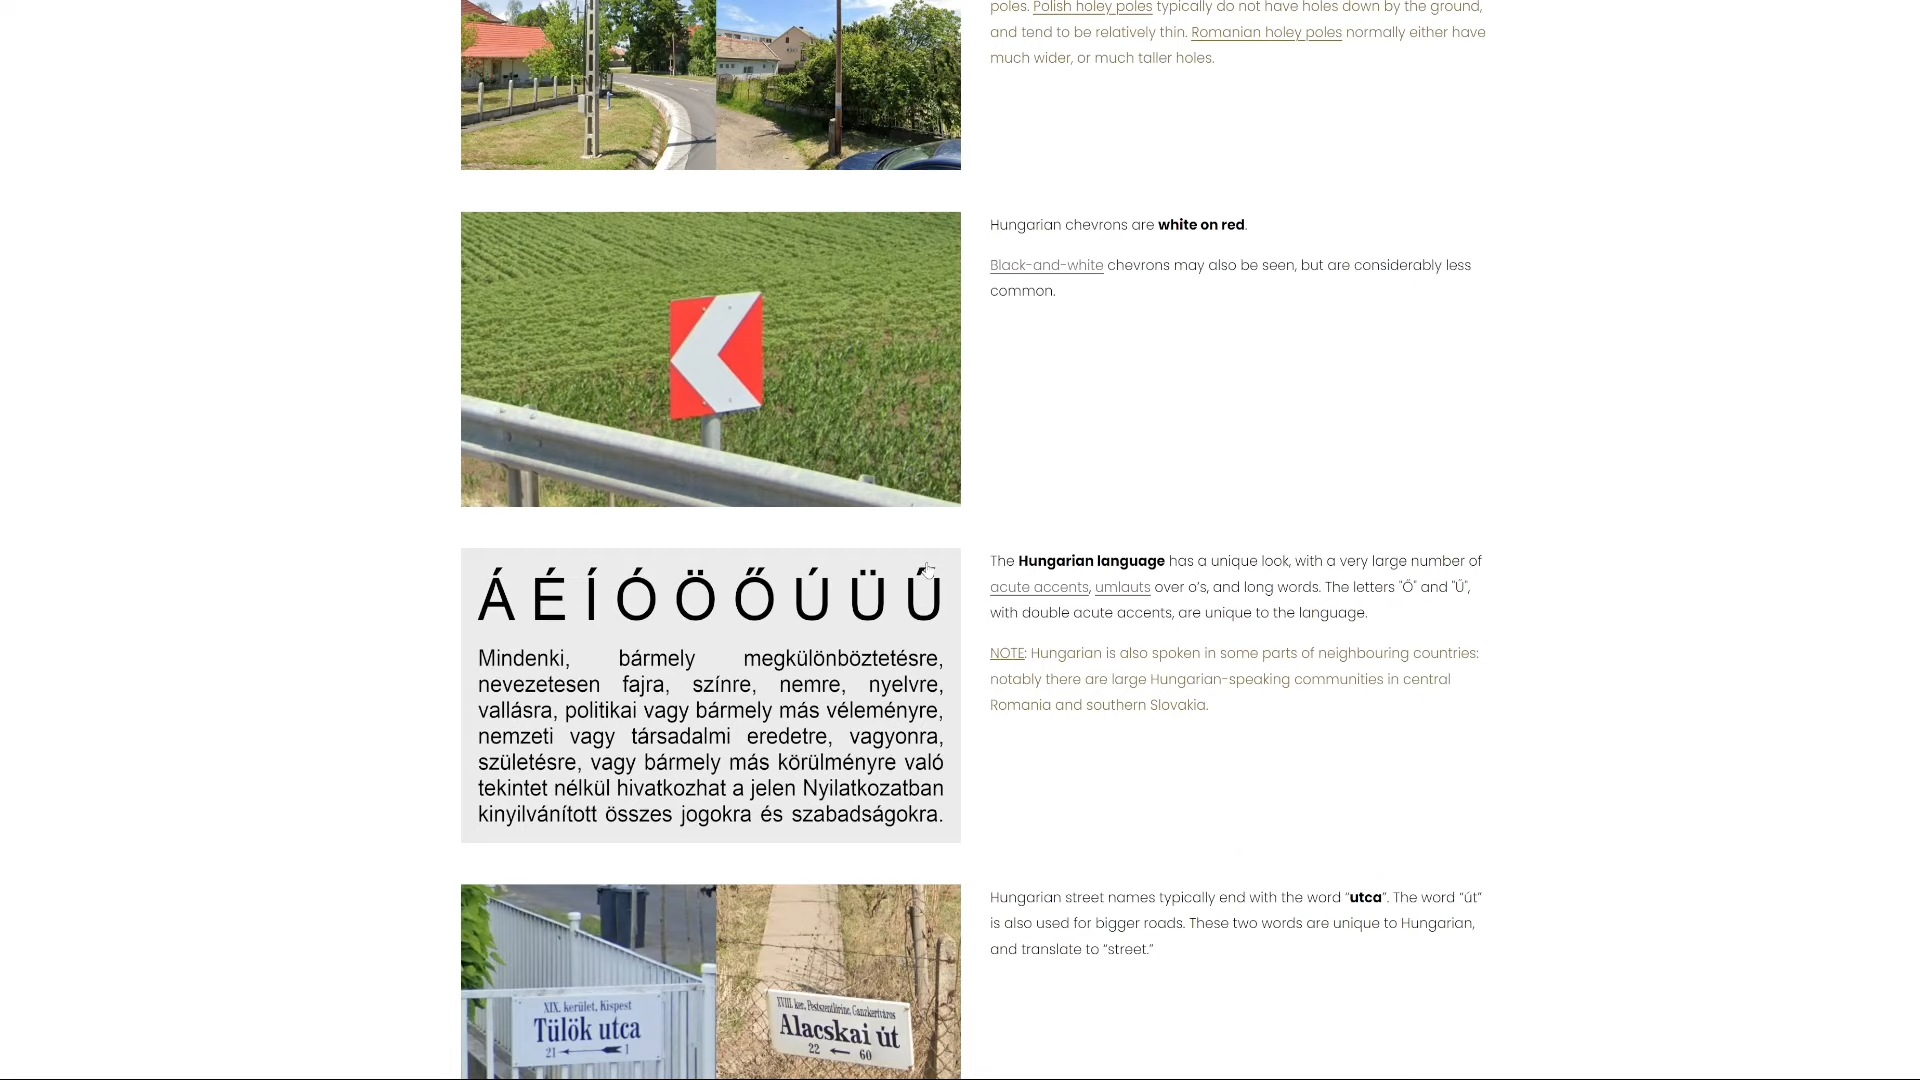 poles. Polish holey poles typically do not have holes down by the ground,
and tend to be relatively thin. Romanian holey poles normally either have
much wider, or much taller holes.
Hungarian chevrons are white on red.
Black-and-white chevrons may also be seen, but are considerably less
common.
Á É Í Ó Ö Ő Ú Ü Ű
Mindenki, bármely megkülönböztetésre,
nevezetesen fajra, színre, nemre, nyelvre,
vallásra, politikai vagy bármely más véleményre,
nemzeti vagy társadalmi eredetre, vagyonra,
születésre, vagy bármely más körülményre való
tekintet nélkül hivatkozhat a jelen Nyilatkozatban
kinyilvánított összes jogokra és szabadságokra.
The Hungarian language has a unique look, with a very large number of
acute accents, umlauts over o's, and long words. The letters "Ő" and "Ű",
with double acute accents, are unique to the language.
NOTE: Hungarian is also spoken in some parts of neighbouring countries:
notably there are large Hungarian-speaking communities in central
Romania and southern Slovakia.
XIX. kerület, Kispest
Tülök utca
21 1
XVIII. ker., Pestszentlőrinc, Ganzkertváros
Alacskai út
22 60
Hungarian street names typically end with the word “utca”. The word “út”
is also used for bigger roads. These two words are unique to Hungarian,
and translate to “street.”